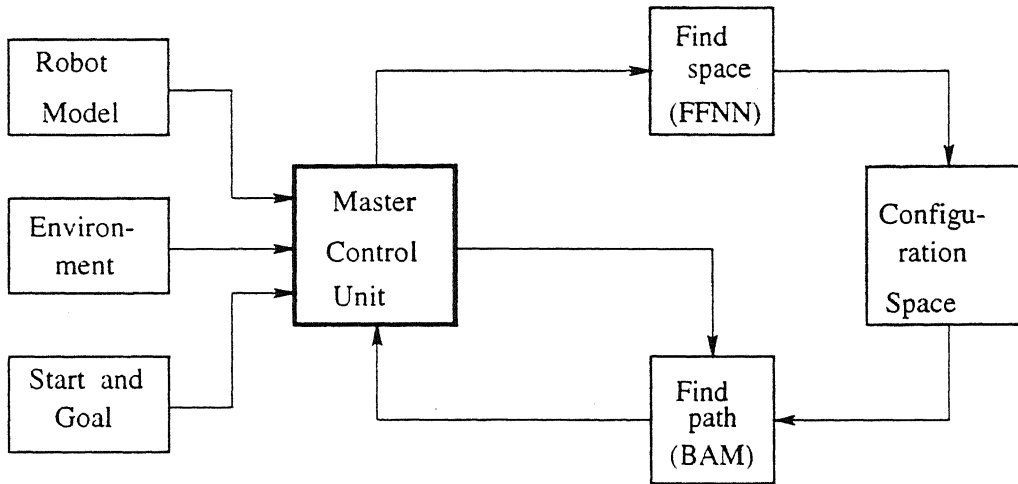 Robot
Model
Environ-
ment
Start and
Goal
Master
Control
Unit
Find
space
(FFNN)
Configu-
ration
Space
Find
path
(BAM)